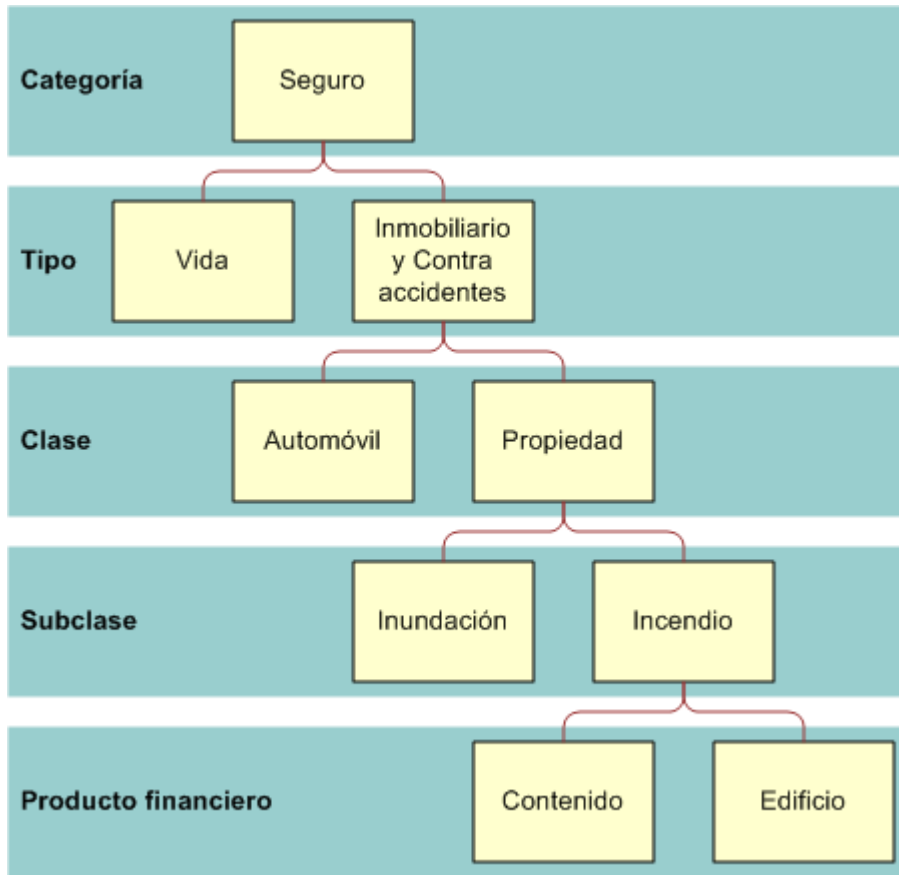 Categoría
Seguro
Tipo
Vida
Inmobiliario
y Contra
accidentes
Clase
Automóvil
Propiedad
Subclase
Inundación
Incendio
Producto financiero
Contenido
Edificio